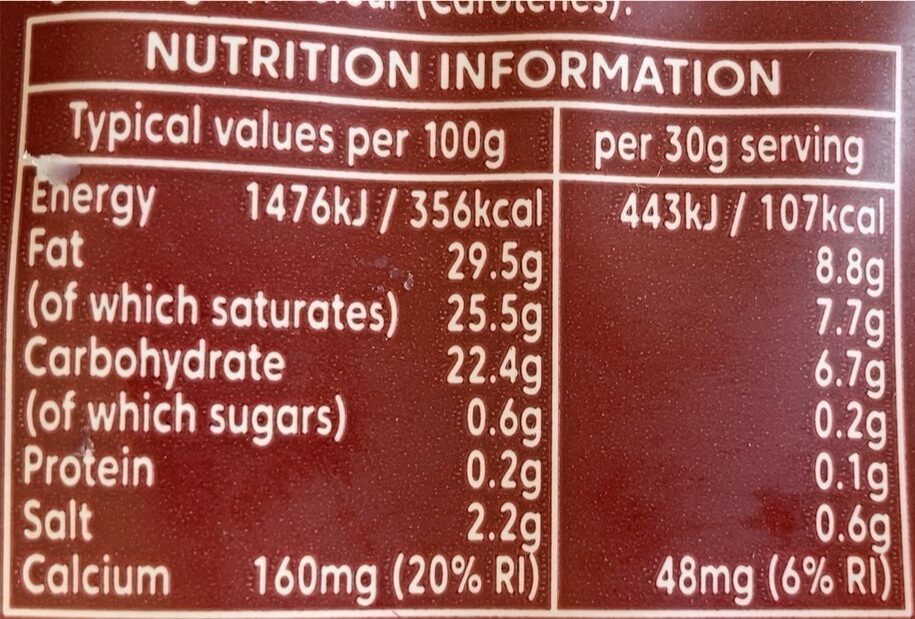 (Carotenes).
NUTRITION INFORMATION
Typical values per 100g per 30g serving
Energy 1476kJ / 356kcal 443kJ / 107kcal
Fat 29.5g 8.8g
(of which saturates) 25.5g 7.7g
Carbohydrate 22.4g 6.7g
(of which sugars) 0.6g 0.2g
Protein 0.2g 0.1g
Salt 2.2g 0.6g
Calcium 160mg (20% RI) 48mg (6% RI)